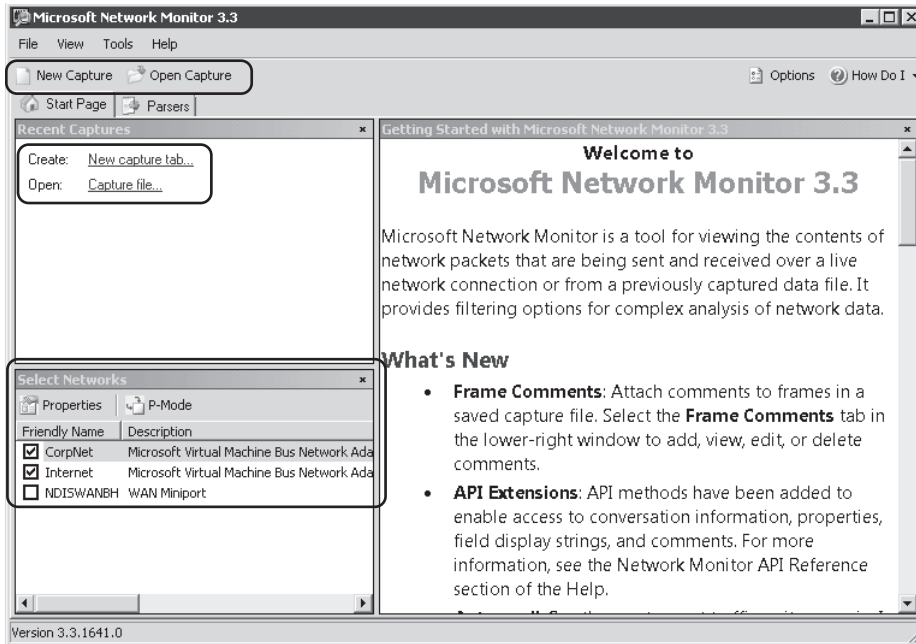 Microsoft Network Monitor 3.3
File View Tools Help
New Capture Open Capture Options How Do I
Start Page Parsers
Recent Captures
Create: New capture tab...
Open: Capture file...
Select Networks
Properties P-Mode
Friendly Name Description
CorpNet Microsoft Virtual Machine Bus Network Ada
Internet Microsoft Virtual Machine Bus Network Ada
NDISWANBH WAN Miniport
Getting Started with Microsoft Network Monitor 3.3
Welcome to
Microsoft Network Monitor 3.3
Microsoft Network Monitor is a tool for viewing the contents of
network packets that are being sent and received over a live
network connection or from a previously captured data file. It
provides filtering options for complex analysis of network data.
What's New
• Frame Comments: Attach comments to frames in a
saved capture file. Select the Frame Comments tab in
the lower-right window to add, view, edit, or delete
comments.
• API Extensions: API methods have been added to
enable access to conversation information, properties,
field display strings, and comments. For more
information, see the Network Monitor API Reference
section of the Help.
Version 3.3.1641.0